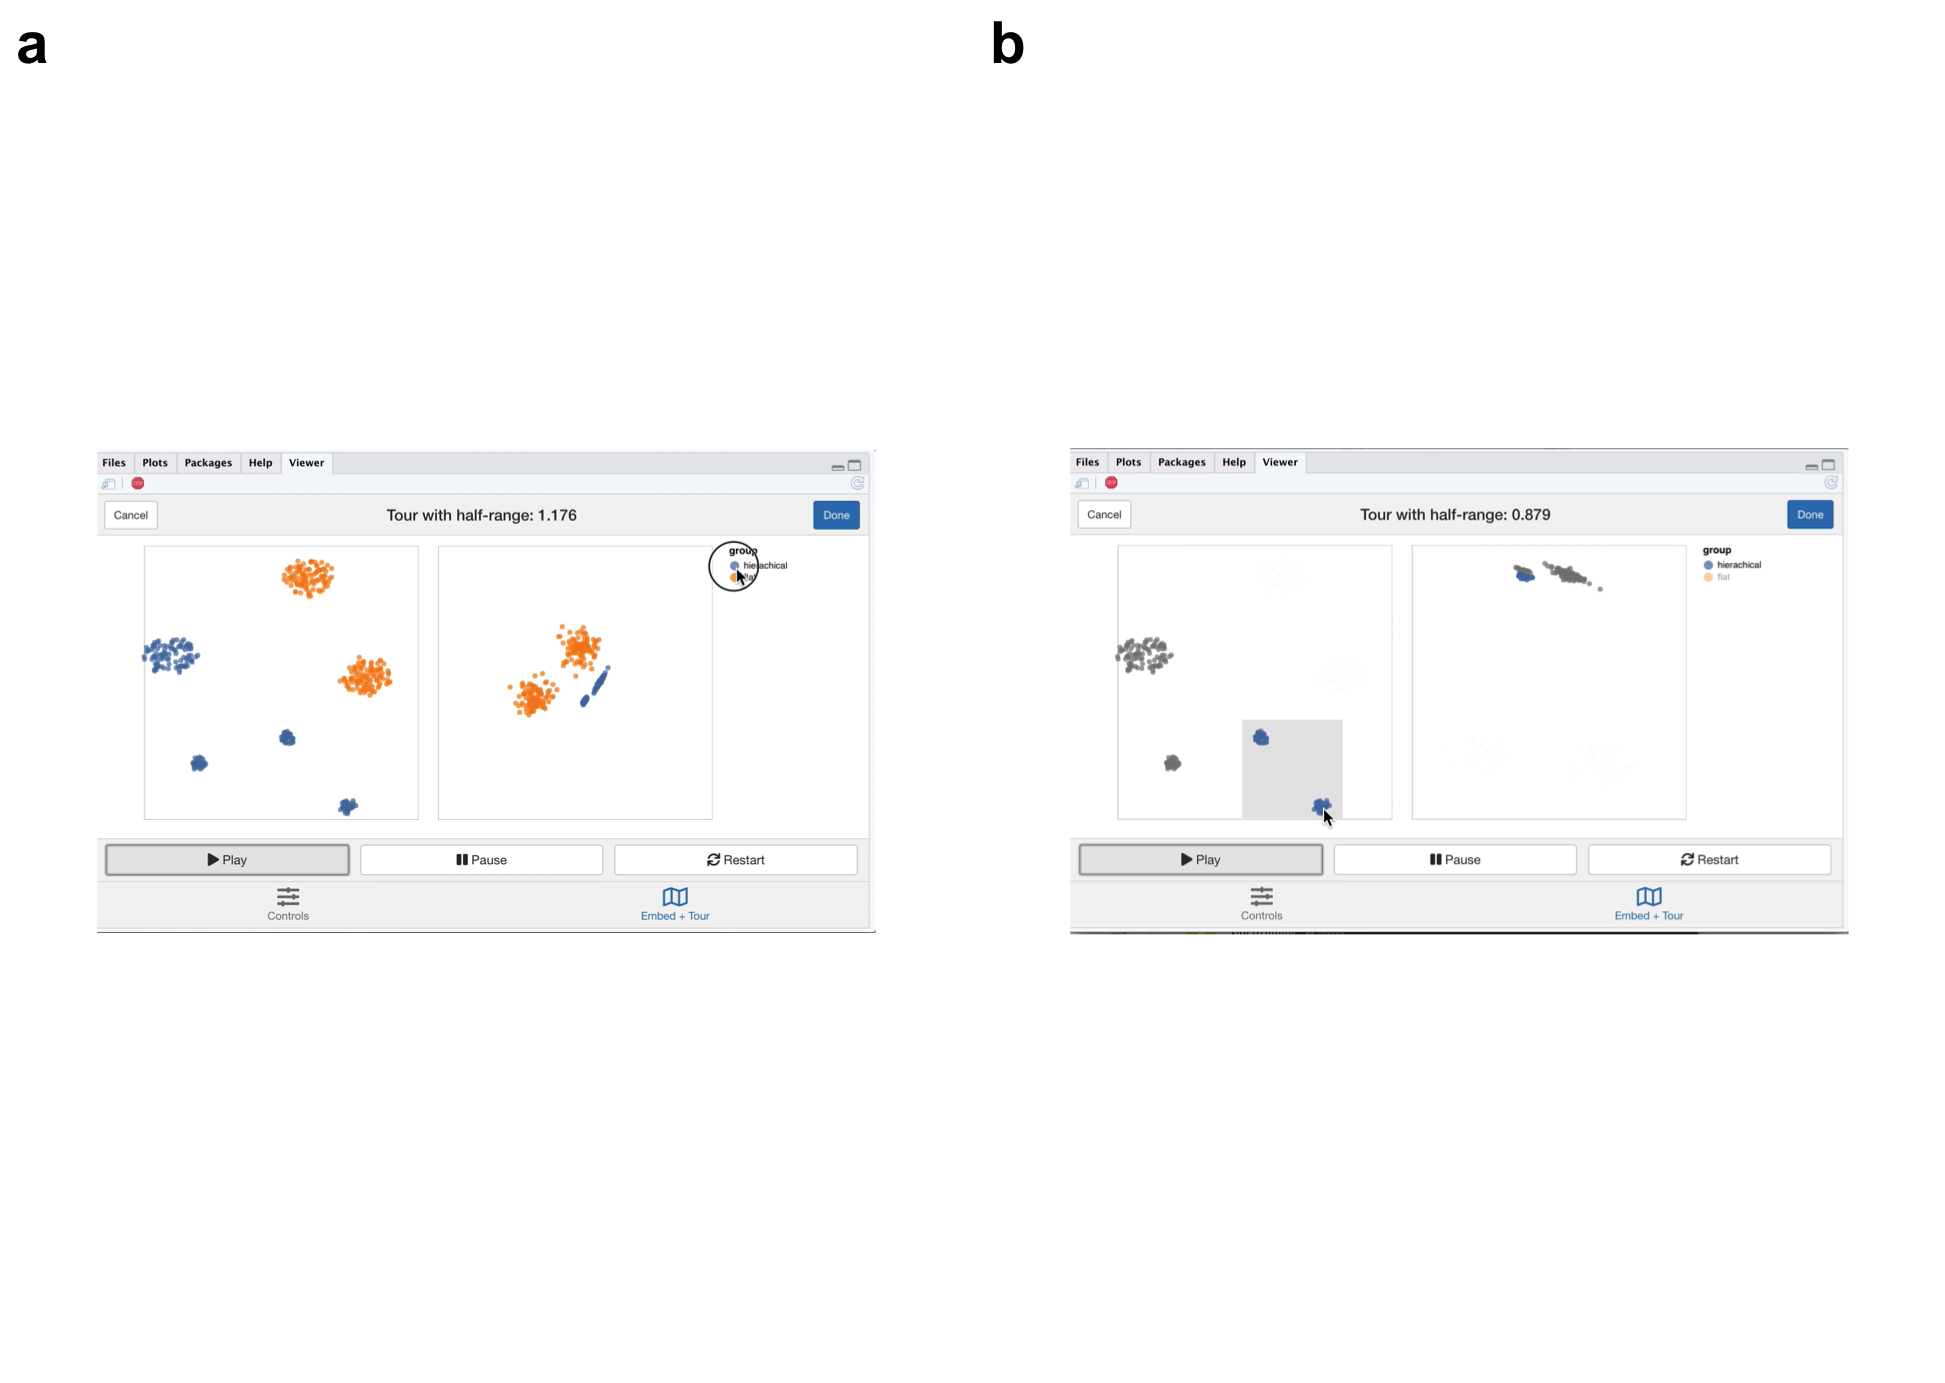 a
b
Files Plots Packages Help Viewer
Cancel
Tour with half-range: 1.176
Done
group
hierachical
flat
Play
Pause
Restart
Controls
Embed + Tour
Files Plots Packages Help Viewer
Cancel
Tour with half-range: 0.879
Done
group
hierachical
flat
Play
Pause
Restart
Controls
Embed + Tour